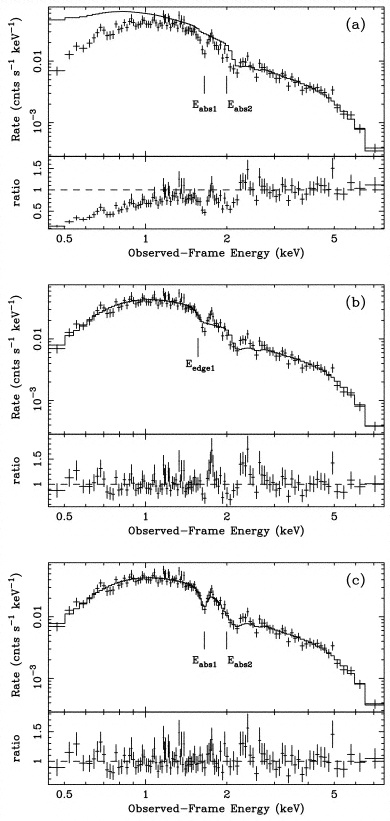 (a)
Rate (cnts s⁻¹ keV⁻¹)
0.01
10⁻³
E_abs1 E_abs2
ratio
1.5
1
0.5
0.5 1 2 5
Observed-Frame Energy (keV)
(b)
Rate (cnts s⁻¹ keV⁻¹)
0.01
10⁻³
E_edge1
ratio
1.5
1
0.5 1 2 5
Observed-Frame Energy (keV)
(c)
Rate (cnts s⁻¹ keV⁻¹)
0.01
10⁻³
E_abs1 E_abs2
ratio
1.5
1
0.5 1 2 5
Observed-Frame Energy (keV)